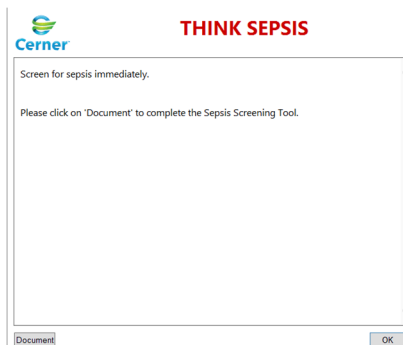 THINK SEPSIS
Cerner
Screen for sepsis immediately.
Please click on 'Document' to complete the Sepsis Screening Tool.
Document
OK